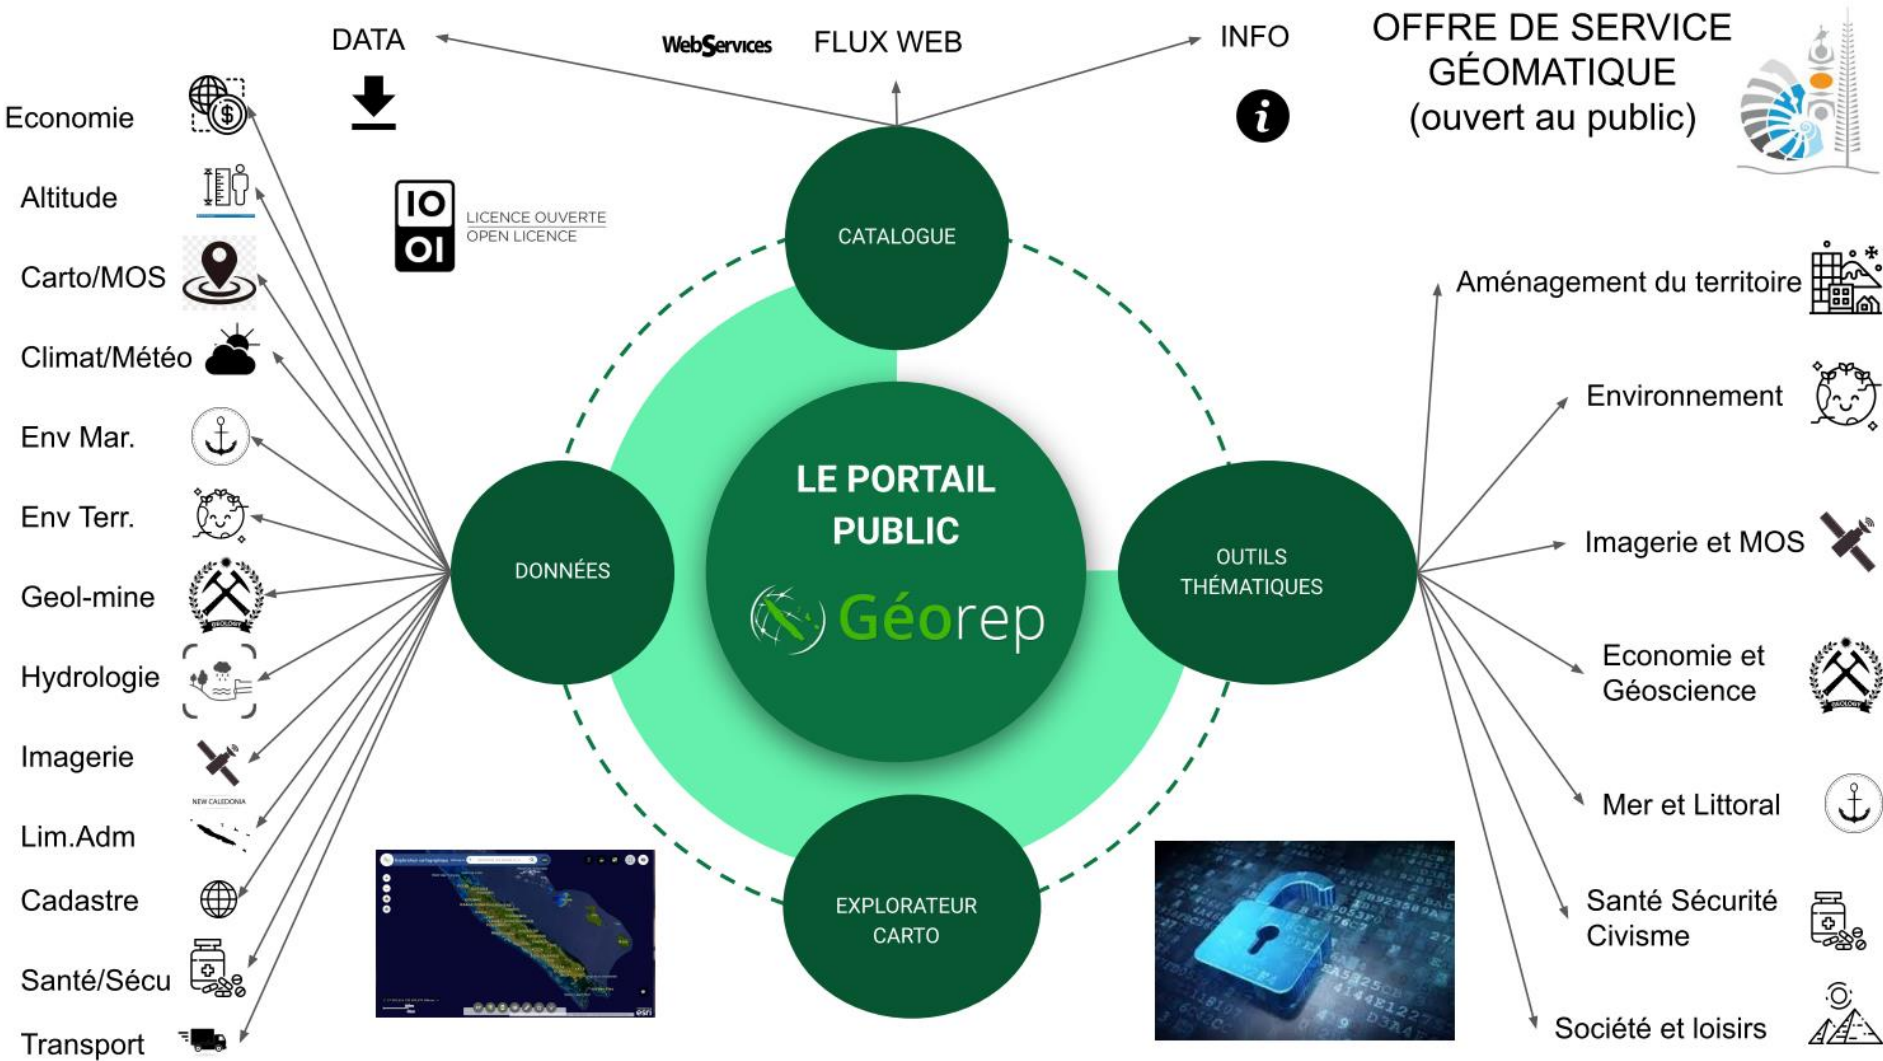 OFFRE DE SERVICE
GÉOMATIQUE
(ouvert au public)
DATA
WebServices
FLUX WEB
INFO
i
LICENCE OUVERTE
OPEN LICENCE
Economie
Altitude
Carto/MOS
Climat/Météo
Env Mar.
Env Terr.
Geol-mine
GEOLOGY
Hydrologie
Imagerie
NEW CALEDONIA
Lim.Adm
Cadastre
Santé/Sécu
Transport
CATALOGUE
DONNÉES
LE PORTAIL
PUBLIC
Géorep
OUTILS
THÉMATIQUES
EXPLORATEUR
CARTO
esri
Aménagement du territoire
Environnement
Imagerie et MOS
Economie et
Géoscience
GEOLOGY
Mer et Littoral
Santé Sécurité
Civisme
Société et loisirs